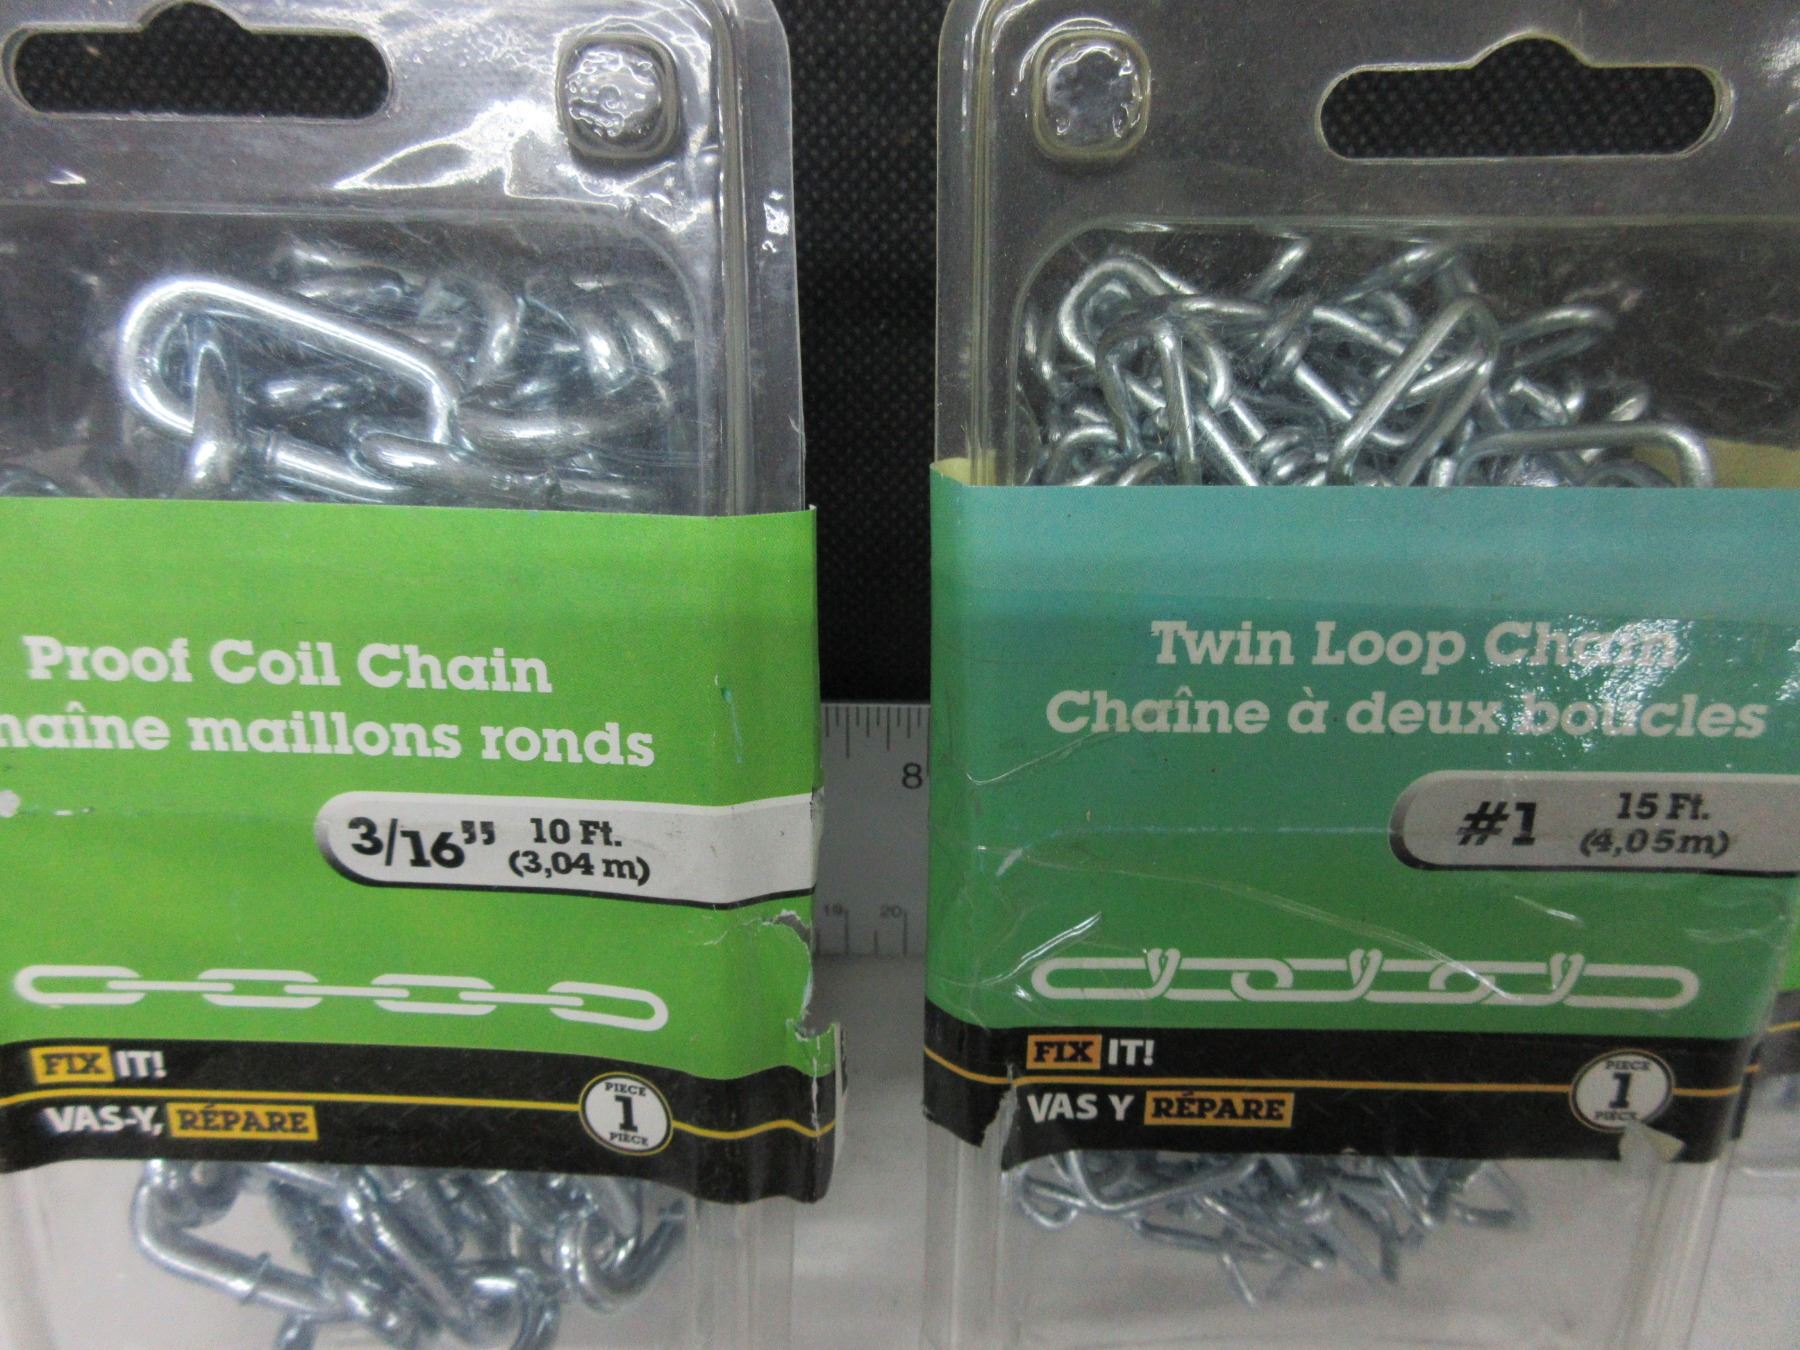 Proof Coil Chain
haîne maillons ronds
3/16” 10 Ft.
(3,04 m)
FIX IT!
VAS-Y, RÉPARE
PIECE
1
PIÈCE
8
19 20
Twin Loop Chain
Chaîne à deux boucles
#1 15 Ft.
(4,05m)
FIX IT!
VAS Y RÉPARE
PIECE
1
PIÈCE